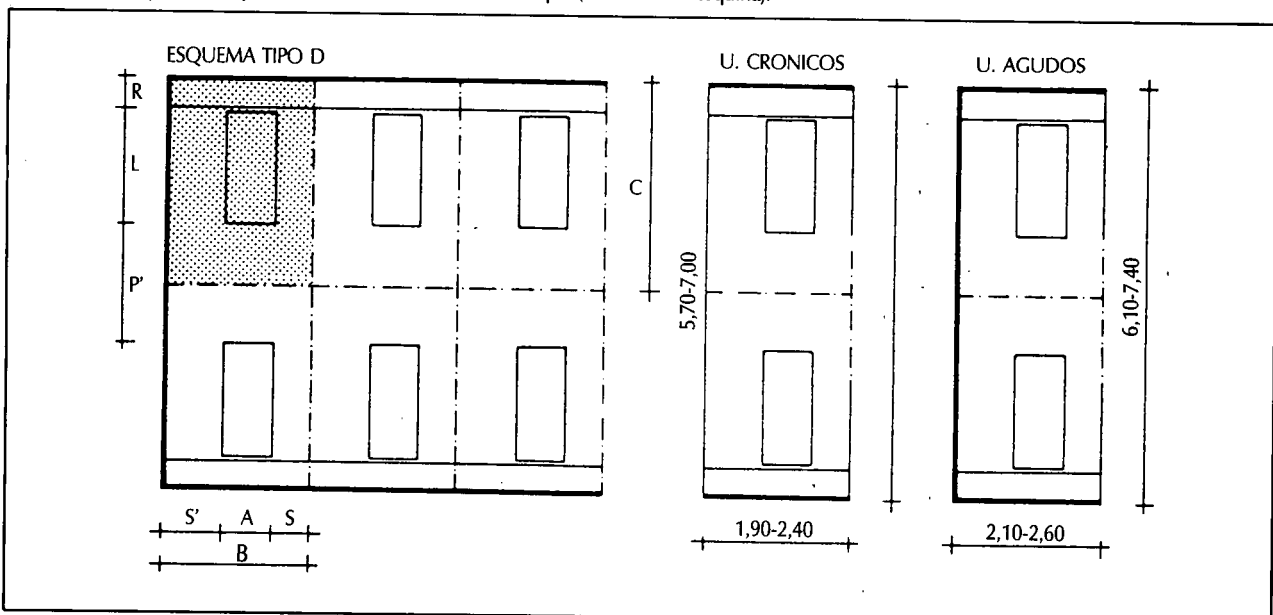 ESQUEMA TIPO D
U. CRONICOS
U. AGUDOS
R
L
P'
C
5,70-7,00
6,10-7,40
S' A S
B
1,90-2,40
2,10-2,60